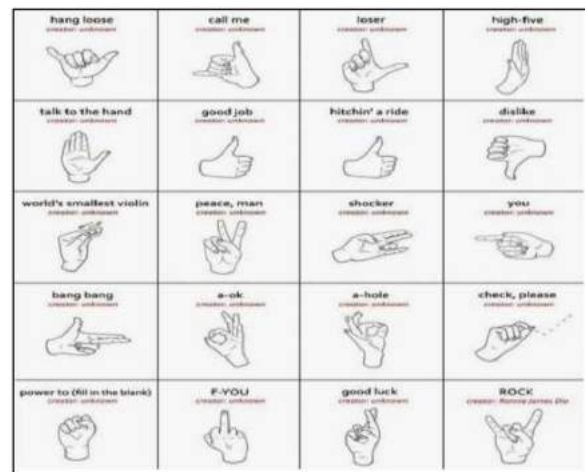 hang loose
creator: unknown
call me
creator: unknown
loser
creator: unknown
high-five
creator: unknown
talk to the hand
creator: unknown
good job
creator: unknown
hitchin' a ride
creator: unknown
dislike
creator: unknown
world's smallest violin
creator: unknown
peace, man
creator: unknown
shocker
creator: unknown
you
creator: unknown
bang bang
creator: unknown
a-ok
creator: unknown
a-hole
creator: unknown
check, please
creator: unknown
power to (fill in the blank)
creator: unknown
F-YOU
creator: unknown
good luck
creator: unknown
ROCK
creator: Ronnie James Dio